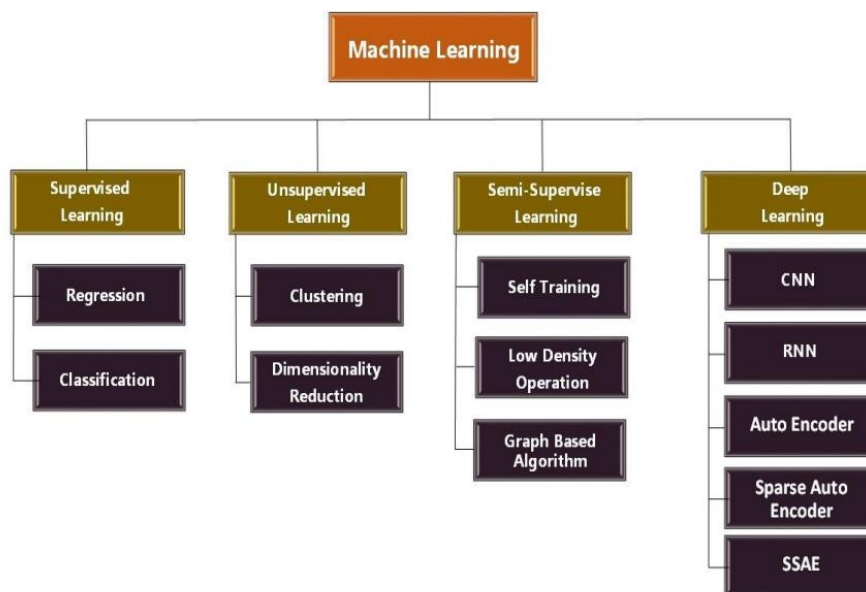 Machine Learning
Supervised
Learning
Regression
Classification
Unsupervised
Learning
Clustering
Dimensionality
Reduction
Semi-Supervise
Learning
Self Training
Low Density
Operation
Graph Based
Algorithm
Deep
Learning
CNN
RNN
Auto Encoder
Sparse Auto
Encoder
SSAE